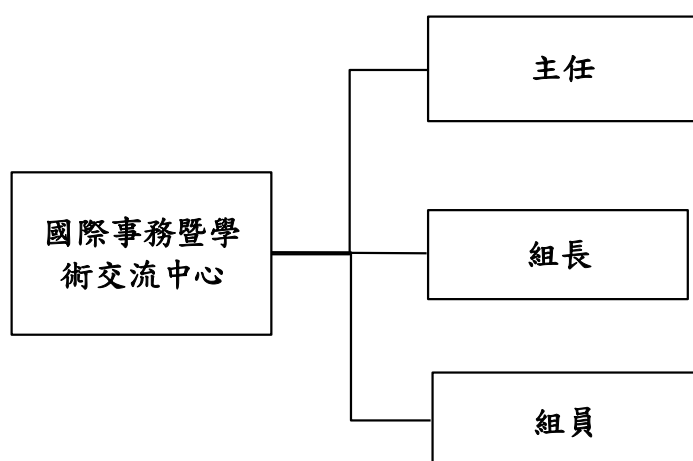 國際事務暨學
術交流中心
主任
組長
組員